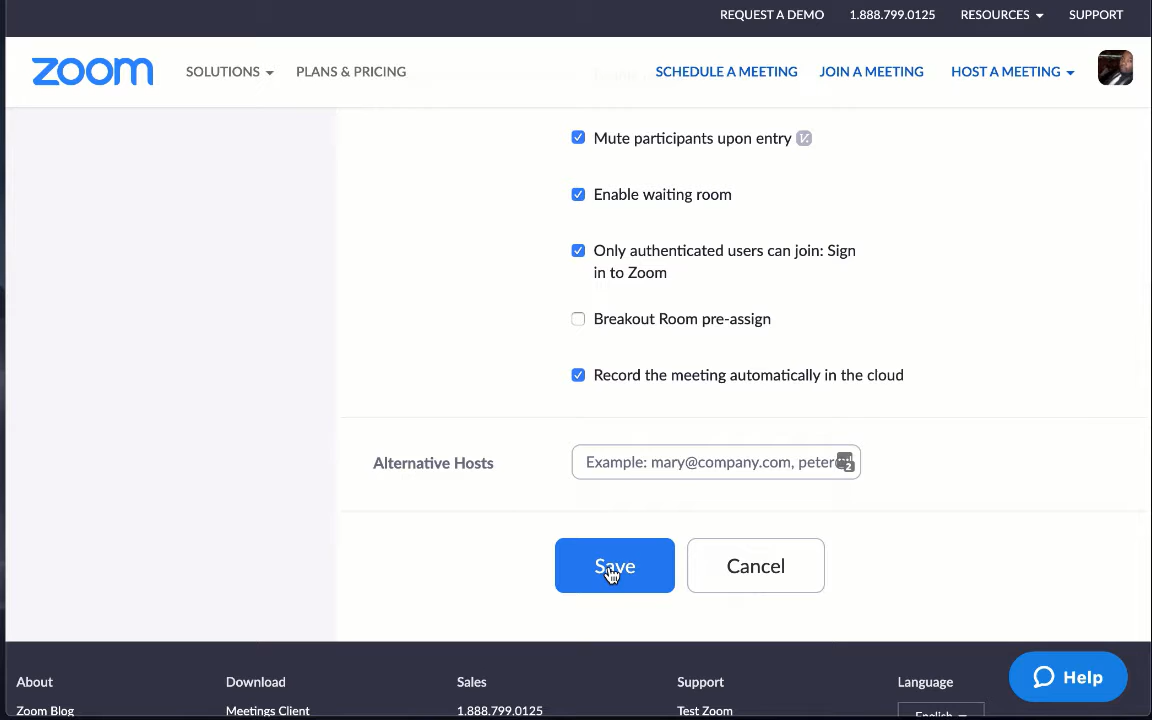 REQUEST A DEMO 1.888.799.0125 RESOURCES SUPPORT
zoom SOLUTIONS PLANS & PRICING SCHEDULE A MEETING JOIN A MEETING HOST A MEETING
Mute participants upon entry
Enable waiting room
Only authenticated users can join: Sign
in to Zoom
Breakout Room pre-assign
Record the meeting automatically in the cloud
Alternative Hosts Example: mary@company.com, peter
2
Save Cancel
About Download Sales Support Language
Help
Zoom Blog Meetings Client 1.888.799.0125 Test Zoom English